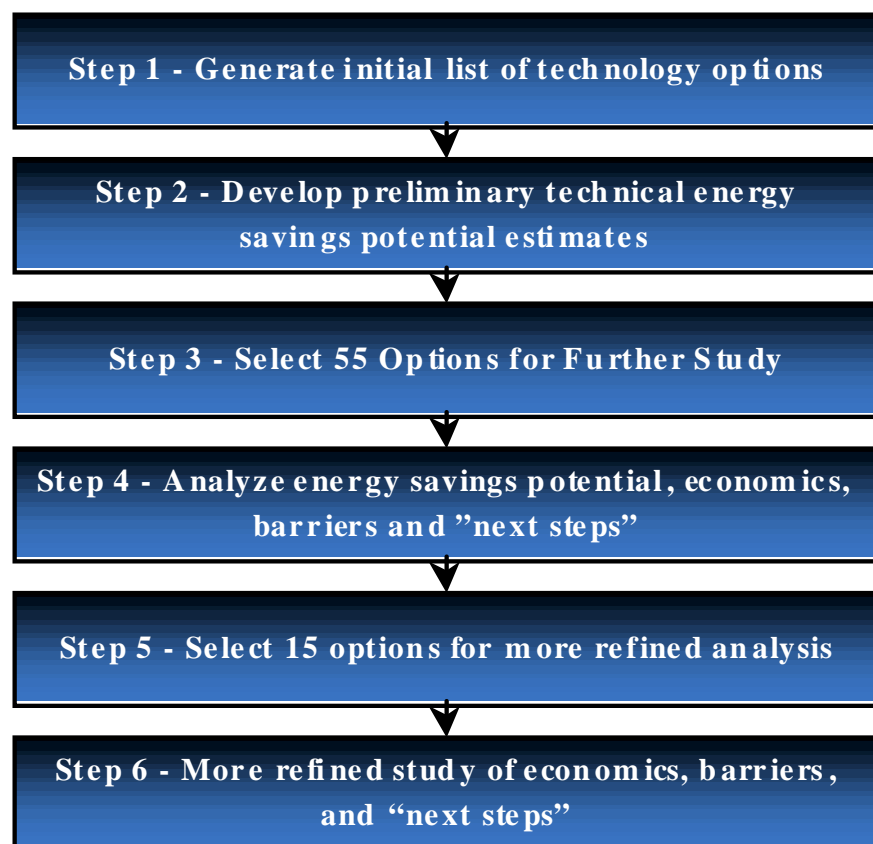 Step 1 - Generate initial list of technology options
Step 2 - Develop preliminary technical energy
savings potential estimates
Step 3 - Select 55 Options for Further Study
Step 4 - Analyze energy savings potential, economics,
barriers and ”next steps”
Step 5 - Select 15 options for more refined analysis
Step 6 - More refined study of economics, barriers,
and “next steps”